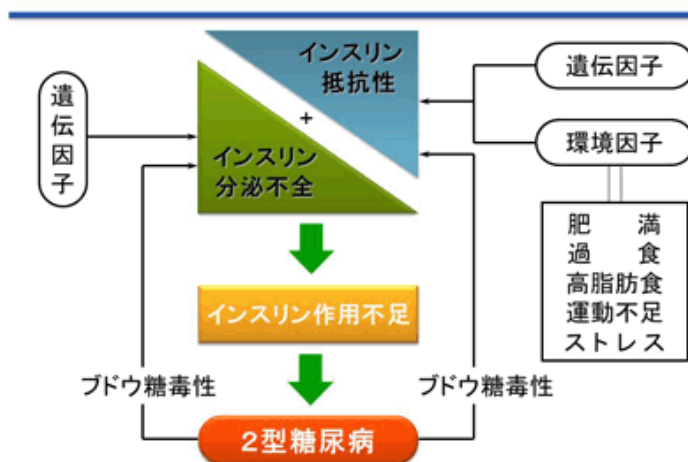 インスリン
抵抗性
+
インスリン
分泌不全
遺伝因子
遺伝因子
環境因子
肥　満
過　食
高脂肪食
運動不足
ストレス
インスリン作用不足
ブドウ糖毒性
ブドウ糖毒性
2型糖尿病